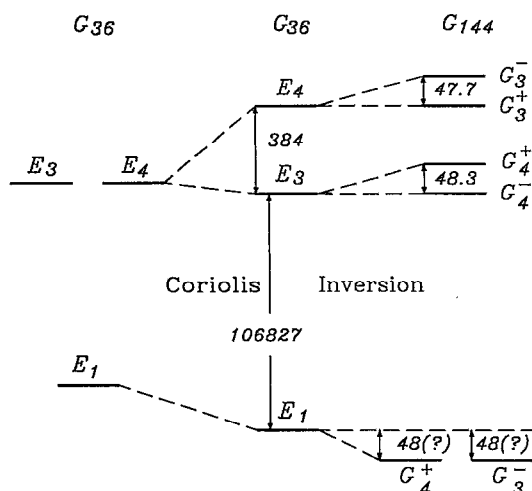 G36 G36 G144
E4 G3-
47.7
G3+
384
E3 E4 E3 G4+
48.3
G4-
Coriolis Inversion
106827
E1
E1
48(?) 48(?)
G4+ G3-